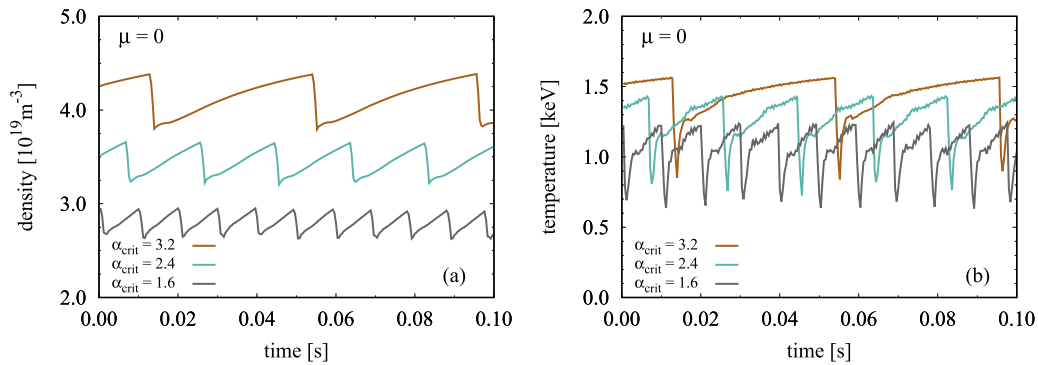 μ = 0
5.0
4.0
3.0
2.0
density [10^19 m^-3]
α_crit = 3.2
α_crit = 2.4
α_crit = 1.6
(a)
0.00 0.02 0.04 0.06 0.08 0.10
time [s]
μ = 0
2.0
1.5
1.0
0.5
0.0
temperature [keV]
α_crit = 3.2
α_crit = 2.4
α_crit = 1.6
(b)
0.00 0.02 0.04 0.06 0.08 0.10
time [s]